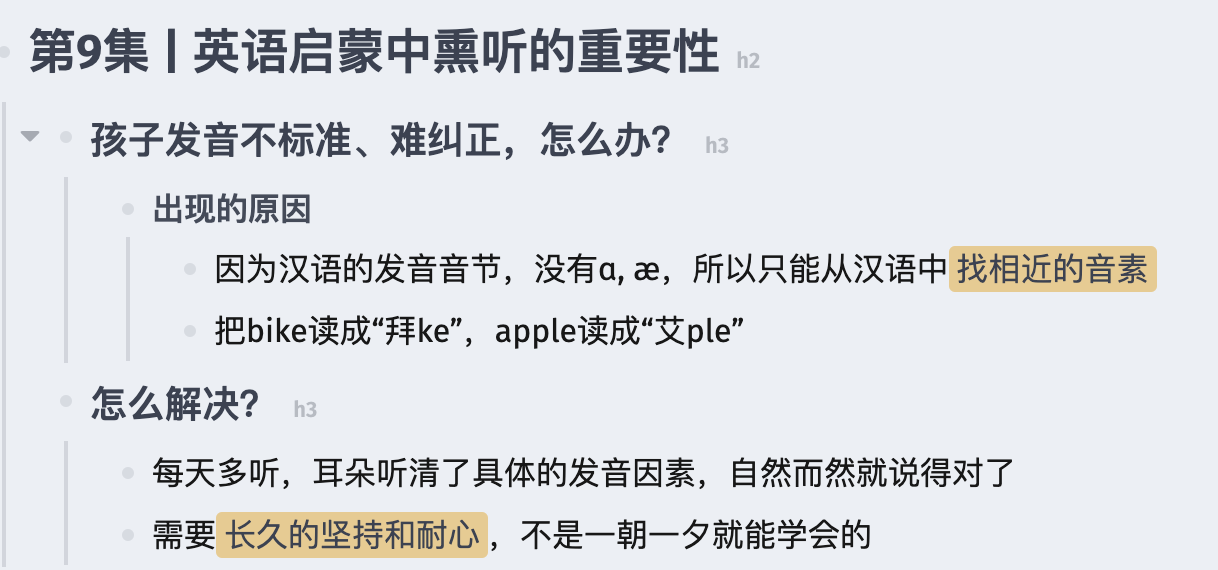 第9集 | 英语启蒙中熏听的重要性 h2
孩子发音不标准、难纠正，怎么办？ h3
出现的原因
因为汉语的发音音节，没有ɑ, æ，所以只能从汉语中找相近的音素
把bike读成“拜ke”，apple读成“艾ple”
怎么解决？ h3
每天多听，耳朵听清了具体的发音因素，自然而然就说得对了
需要长久的坚持和耐心，不是一朝一夕就能学会的